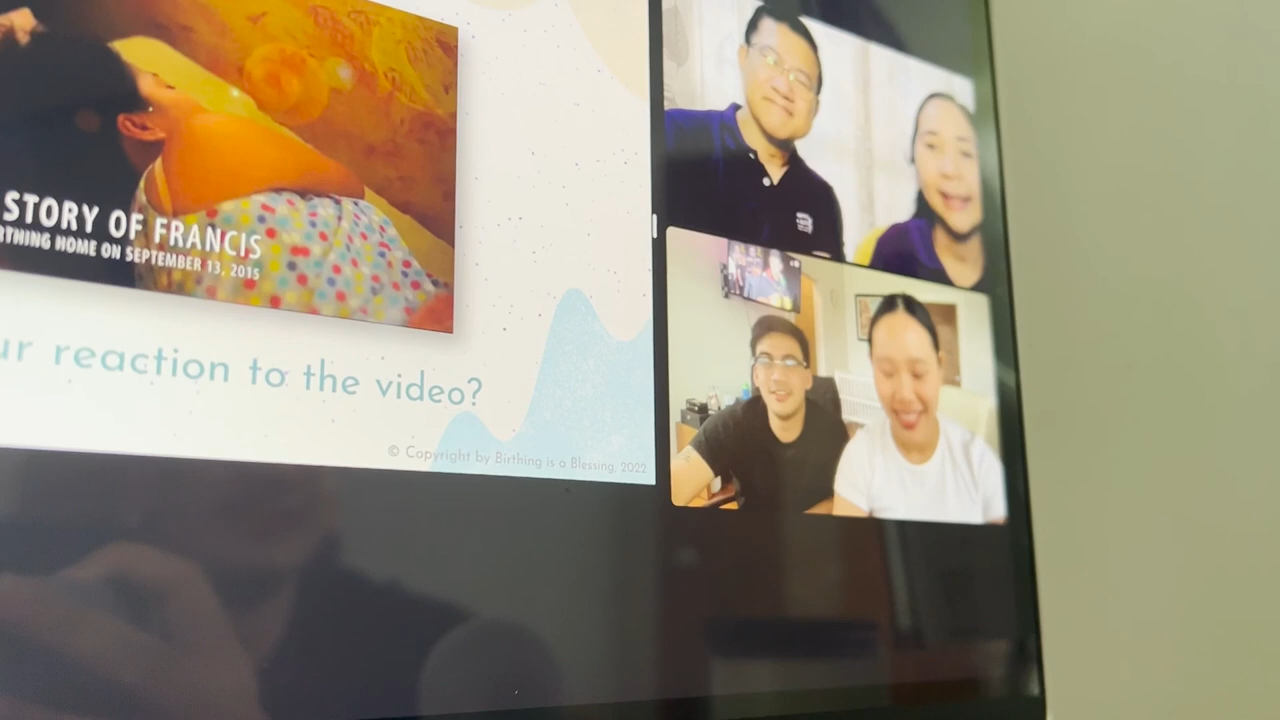 STORY OF FRANCIS
RTHING HOME ON SEPTEMBER 13, 2015
ur reaction to the video?
© Copyright by Birthing is a Blessing, 2022